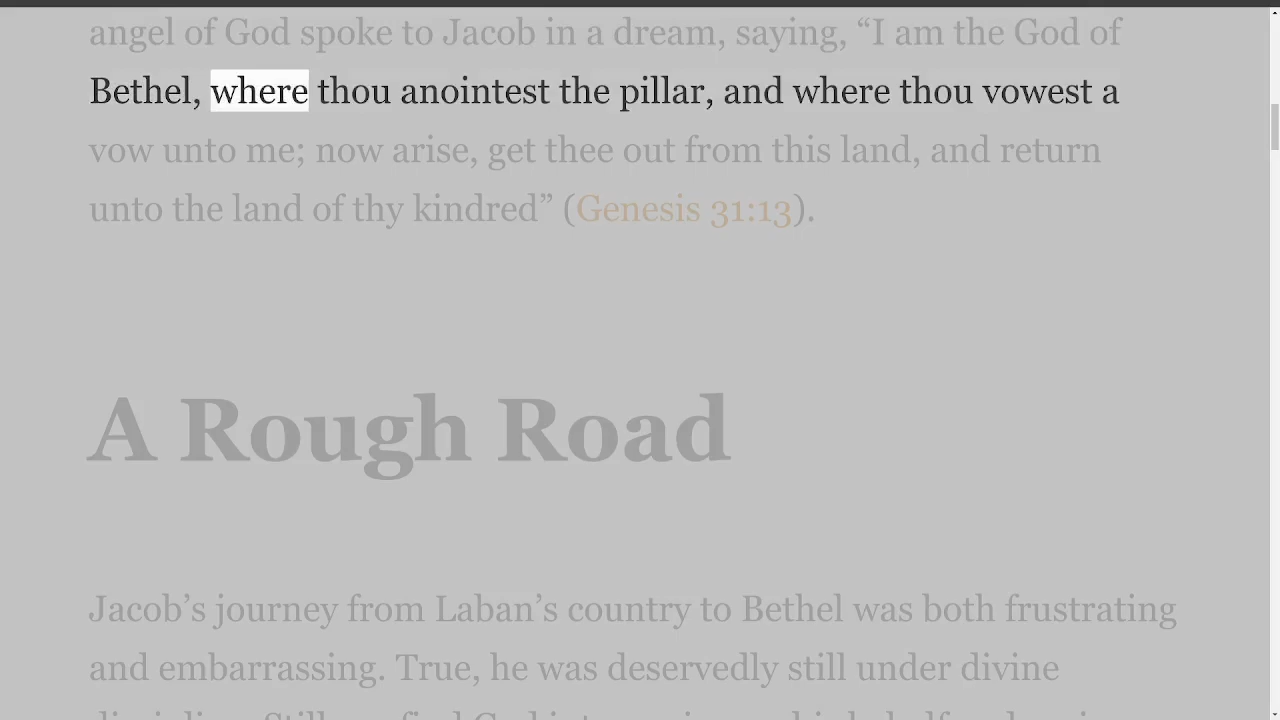 angel of God spoke to Jacob in a dream, saying, “I am the God of
Bethel, where thou anointest the pillar, and where thou vowest a
vow unto me; now arise, get thee out from this land, and return
unto the land of thy kindred” (Genesis 31:13).
A Rough Road
Jacob’s journey from Laban’s country to Bethel was both frustrating
and embarrassing. True, he was deservedly still under divine